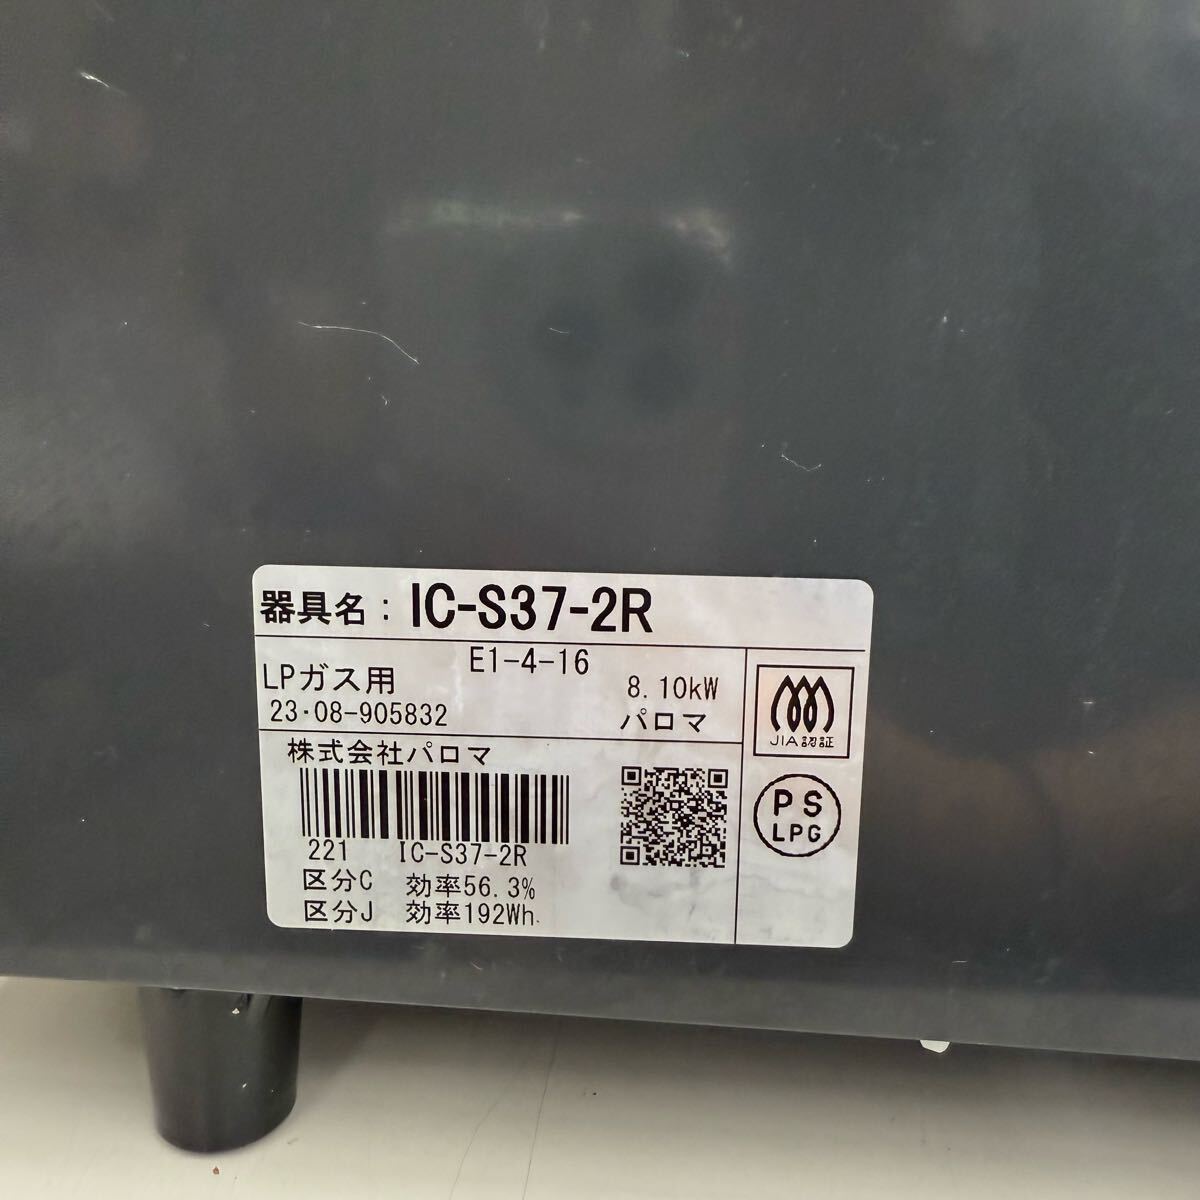 器具名：IC-S37-2R
E1-4-16
LPガス用
8.10kW
23・08-905832
パロマ
JIA認証
株式会社パロマ
221 IC-S37-2R
区分C 効率56.3%
区分J 効率192Wh
PS
LPG